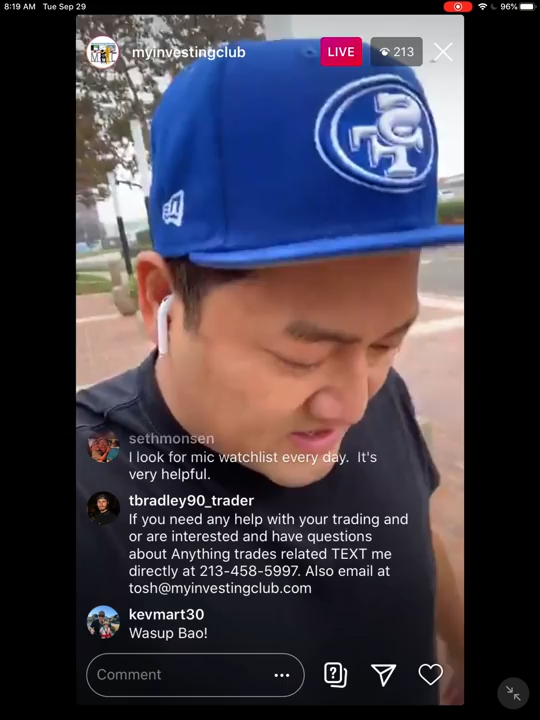 8:19 AM Tue Sep 29
96%
myinvestingclub
LIVE
213
sethmonsen
I look for mic watchlist every day. It's
very helpful.
tbradley90_trader
If you need any help with your trading and
or are interested and have questions
about Anything trades related TEXT me
directly at 213-458-5997. Also email at
tosh@myinvestingclub.com
kevmart30
Wasup Bao!
Comment